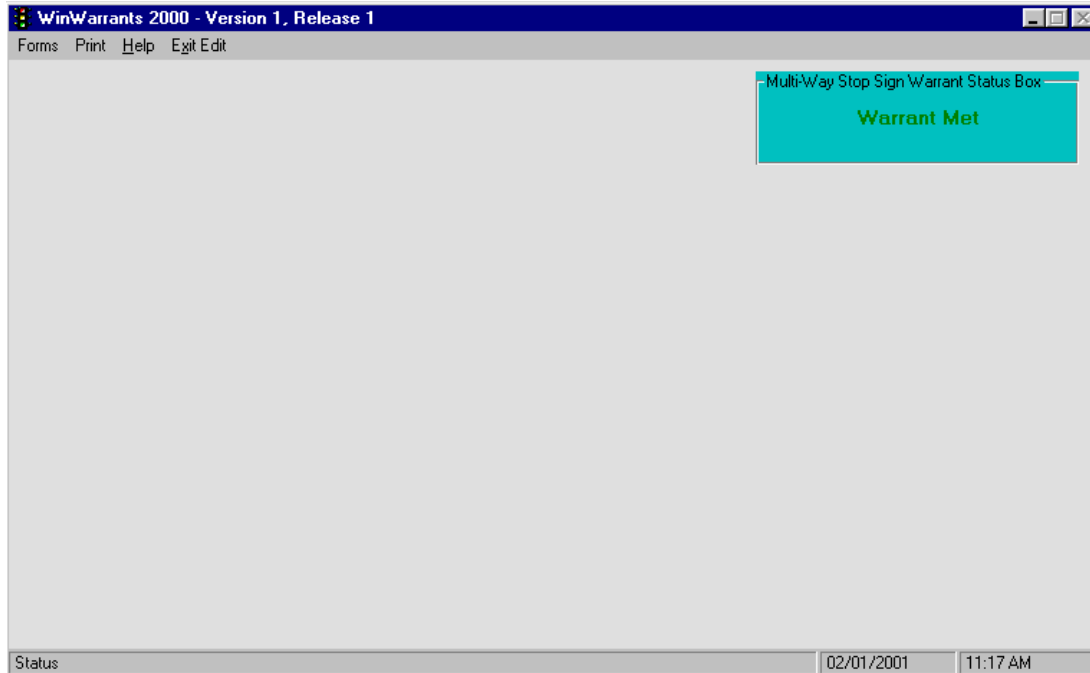 WinWarrants 2000 - Version 1, Release 1
Forms Print Help Exit Edit
Multi-Way Stop Sign Warrant Status Box
Warrant Met
Status 02/01/2001 11:17 AM